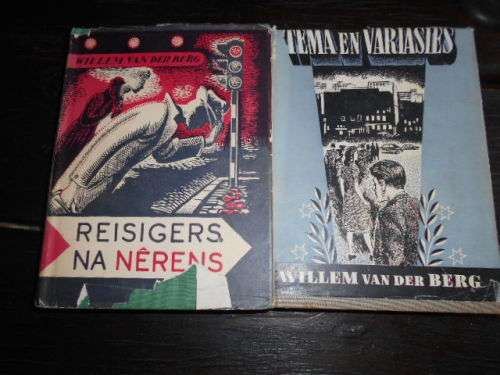 WILLEM VAN DER BERG
REISIGERS
NA NÊRENS
TEMA EN VARIASIES
WILLEM VAN DER BERG